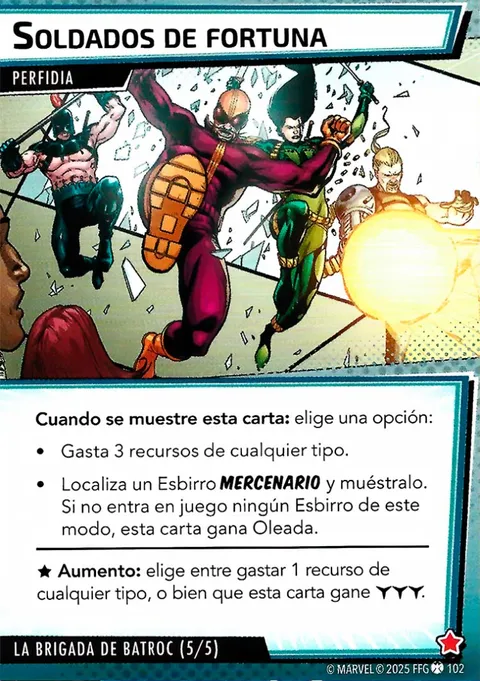 SOLDADOS DE FORTUNA
PERFIDIA
Cuando se muestre esta carta: elige una opción:
• Gasta 3 recursos de cualquier tipo.
• Localiza un Esbirro MERCENARIO y muéstralo.
Si no entra en juego ningún Esbirro de este
modo, esta carta gana Oleada.
★ Aumento: elige entre gastar 1 recurso de
cualquier tipo, o bien que esta carta gane
LA BRIGADA DE BATROC (5/5)
© MARVEL © 2025 FFG 102